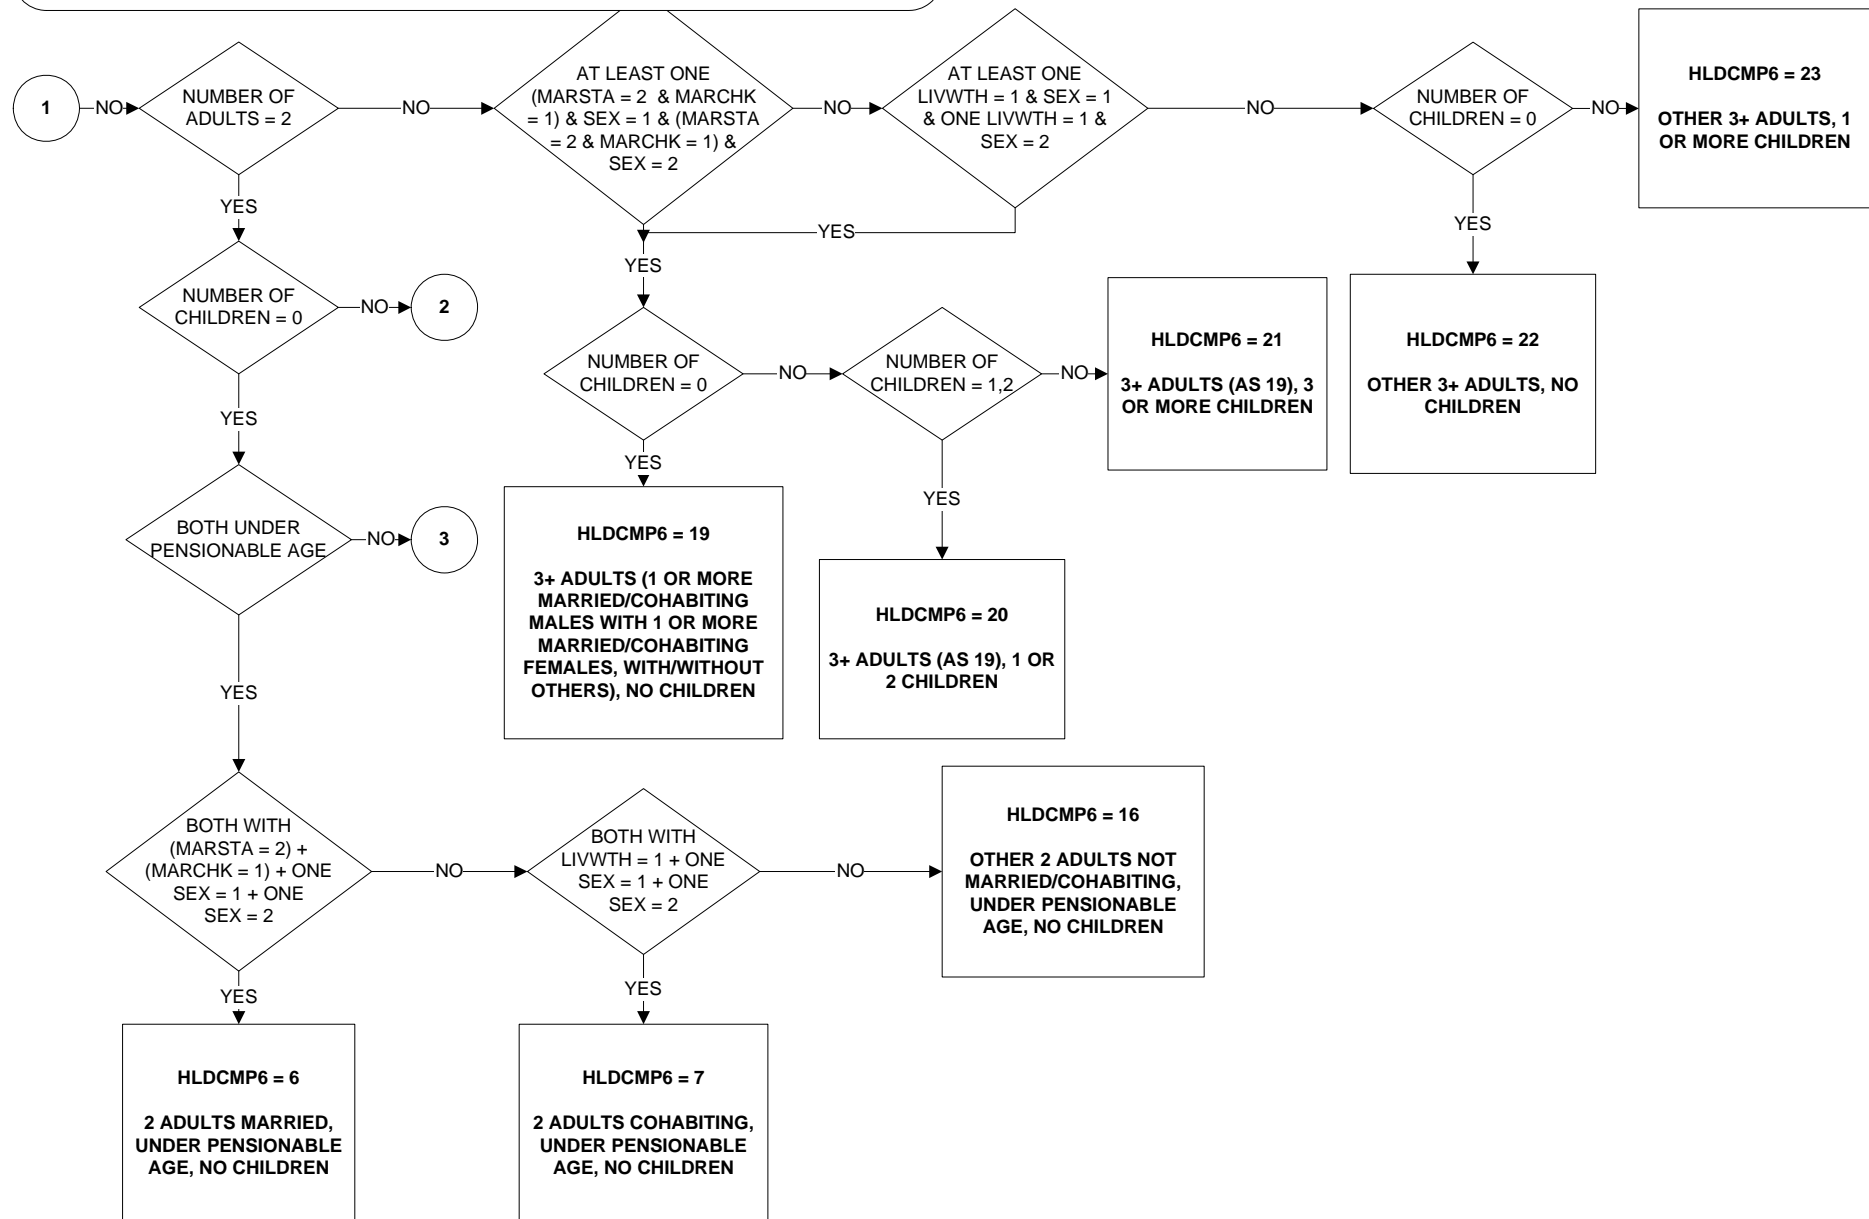 1
NO
NUMBER OF
ADULTS = 2
NO
AT LEAST ONE
(MARSTA = 2 & MARCHK
= 1) & SEX = 1 & (MARSTA
= 2 & MARCHK = 1) &
SEX = 2
NO
AT LEAST ONE
LIVWTH = 1 & SEX = 1
& ONE LIVWTH = 1 &
SEX = 2
NO
NUMBER OF
CHILDREN = 0
NO
HLDCMP6 = 23
OTHER 3+ ADULTS, 1
OR MORE CHILDREN
YES
YES
YES
YES
NUMBER OF
CHILDREN = 0
NO
2
NUMBER OF
CHILDREN = 0
NO
NUMBER OF
CHILDREN = 1,2
NO
HLDCMP6 = 21
3+ ADULTS (AS 19), 3
OR MORE CHILDREN
HLDCMP6 = 22
OTHER 3+ ADULTS, NO
CHILDREN
YES
YES
YES
BOTH UNDER
PENSIONABLE AGE
NO
3
HLDCMP6 = 19
3+ ADULTS (1 OR MORE
MARRIED/COHABITING
MALES WITH 1 OR MORE
MARRIED/COHABITING
FEMALES, WITH/WITHOUT
OTHERS), NO CHILDREN
HLDCMP6 = 20
3+ ADULTS (AS 19), 1 OR
2 CHILDREN
YES
BOTH WITH
(MARSTA = 2) +
(MARCHK = 1) + ONE
SEX = 1 + ONE
SEX = 2
NO
BOTH WITH
LIVWTH = 1 + ONE
SEX = 1 + ONE
SEX = 2
NO
HLDCMP6 = 16
OTHER 2 ADULTS NOT
MARRIED/COHABITING,
UNDER PENSIONABLE
AGE, NO CHILDREN
YES
YES
HLDCMP6 = 6
2 ADULTS MARRIED,
UNDER PENSIONABLE
AGE, NO CHILDREN
HLDCMP6 = 7
2 ADULTS COHABITING,
UNDER PENSIONABLE
AGE, NO CHILDREN